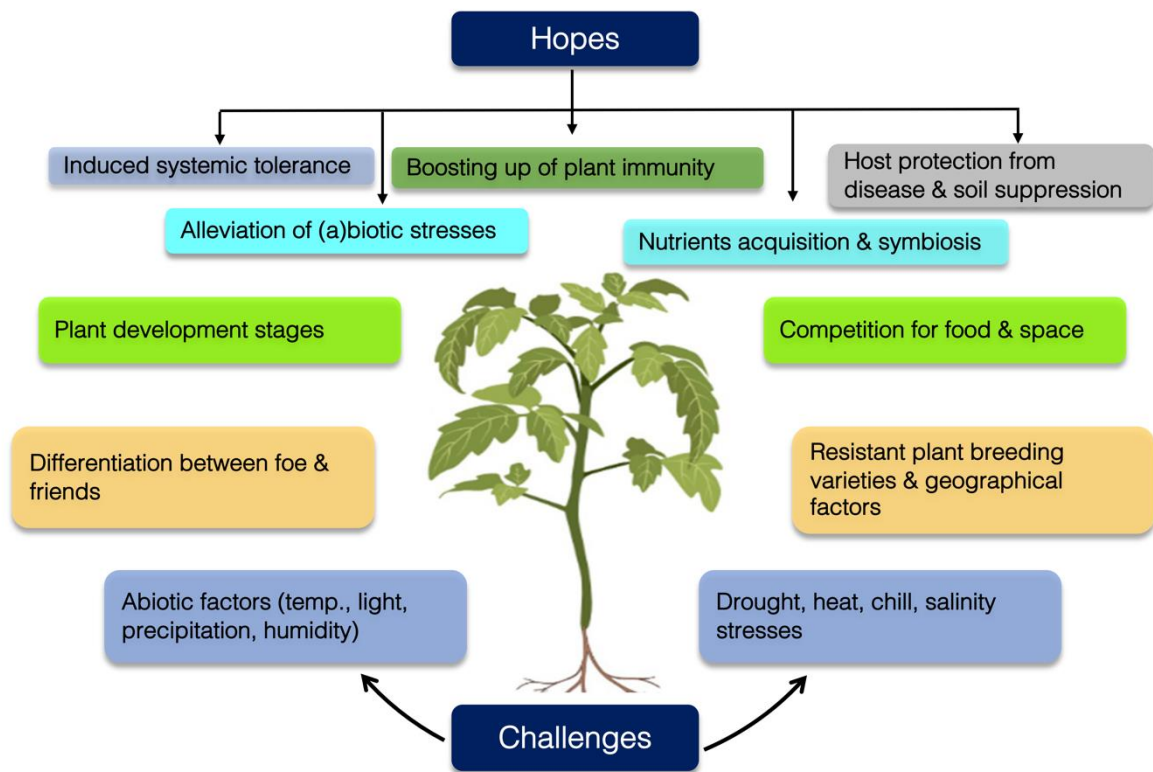 Hopes
Induced systemic tolerance
Boosting up of plant immunity
Host protection from
disease & soil suppression
Alleviation of (a)biotic stresses
Nutrients acquisition & symbiosis
Plant development stages
Competition for food & space
Differentiation between foe &
friends
Resistant plant breeding
varieties & geographical
factors
Abiotic factors (temp., light,
precipitation, humidity)
Drought, heat, chill, salinity
stresses
Challenges